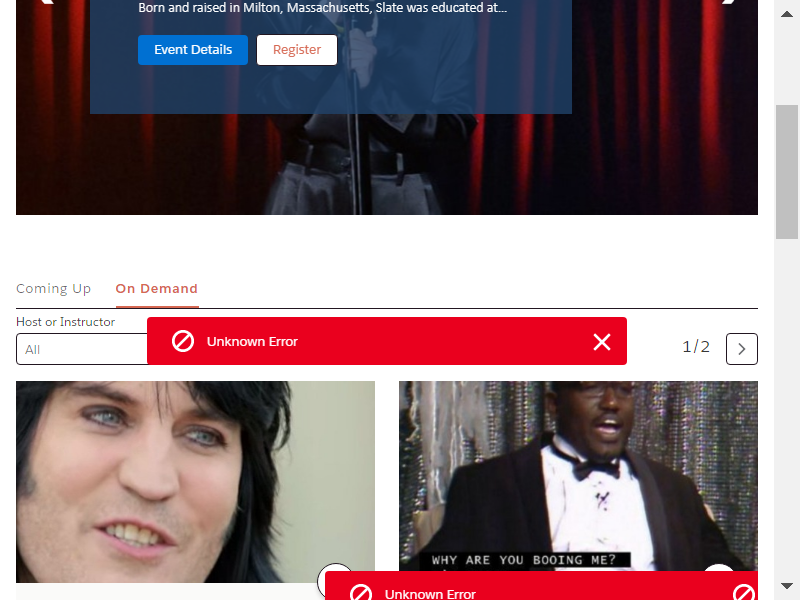 Born and raised in Milton, Massachusetts, Slate was educated at...
Event Details
Register
Coming Up
On Demand
Host or Instructor
All
Unknown Error
1/2
WHY ARE YOU BOOING ME?
Unknown Error